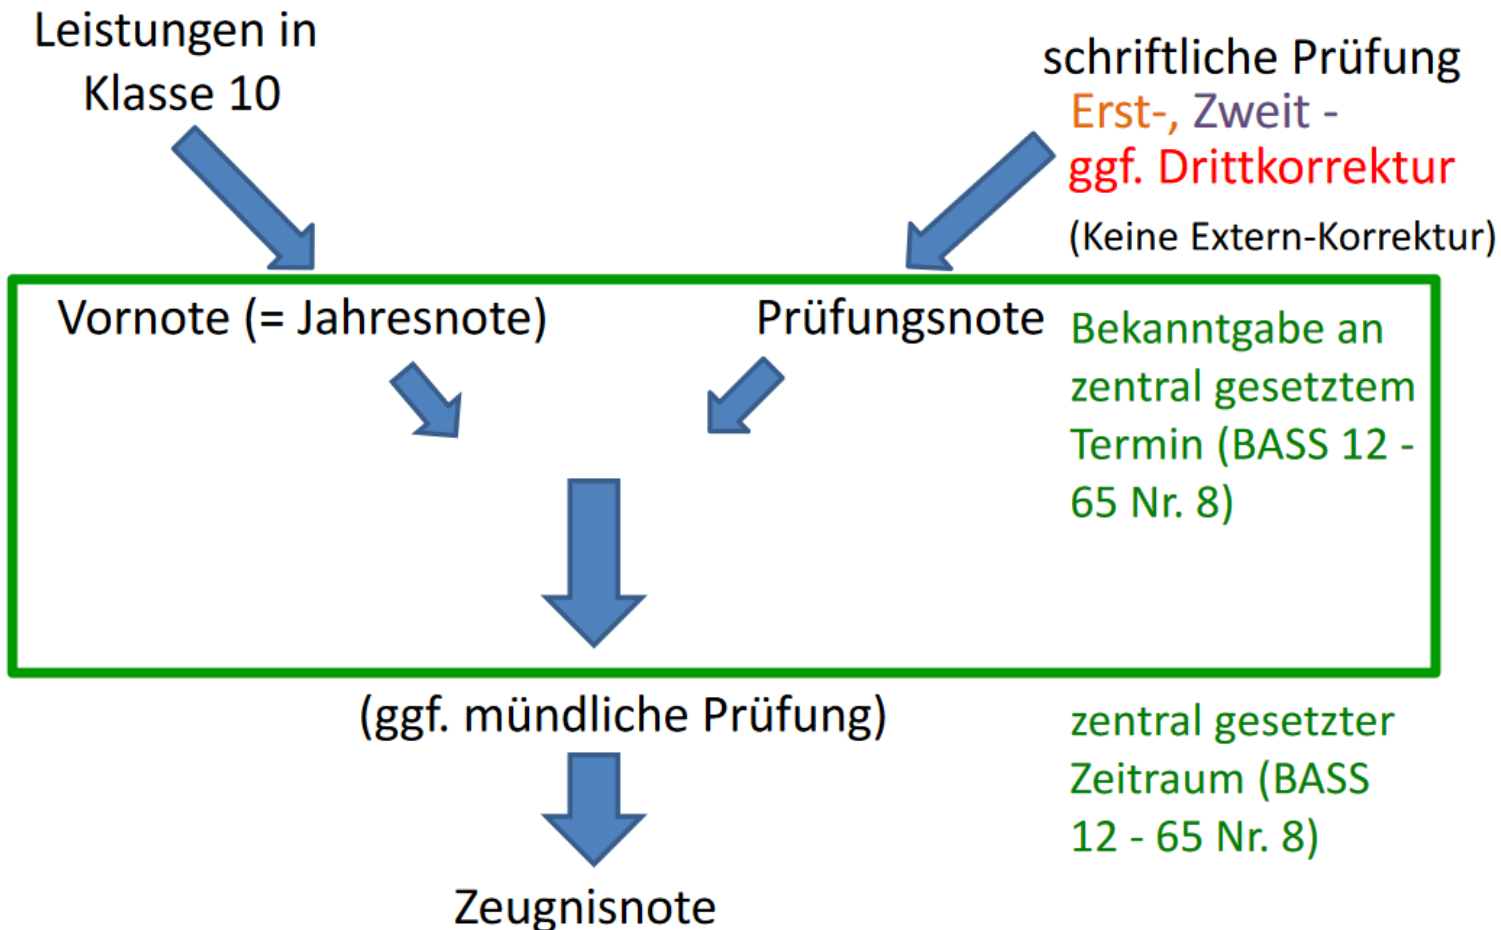 Leistungen in
Klasse 10
schriftliche Prüfung
Erst-, Zweit -
ggf. Drittkorrektur
(Keine Extern-Korrektur)
Vornote (= Jahresnote)
Prüfungsnote
Bekanntgabe an
zentral gesetztem
Termin (BASS 12 -
65 Nr. 8)
(ggf. mündliche Prüfung)
zentral gesetzter
Zeitraum (BASS
12 - 65 Nr. 8)
Zeugnisnote